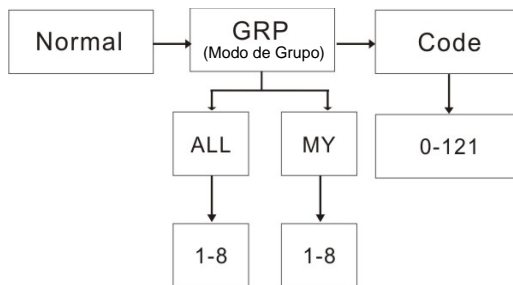 Normal
GRP
(Modo de Grupo)
Code
ALL
MY
0-121
1-8
1-8